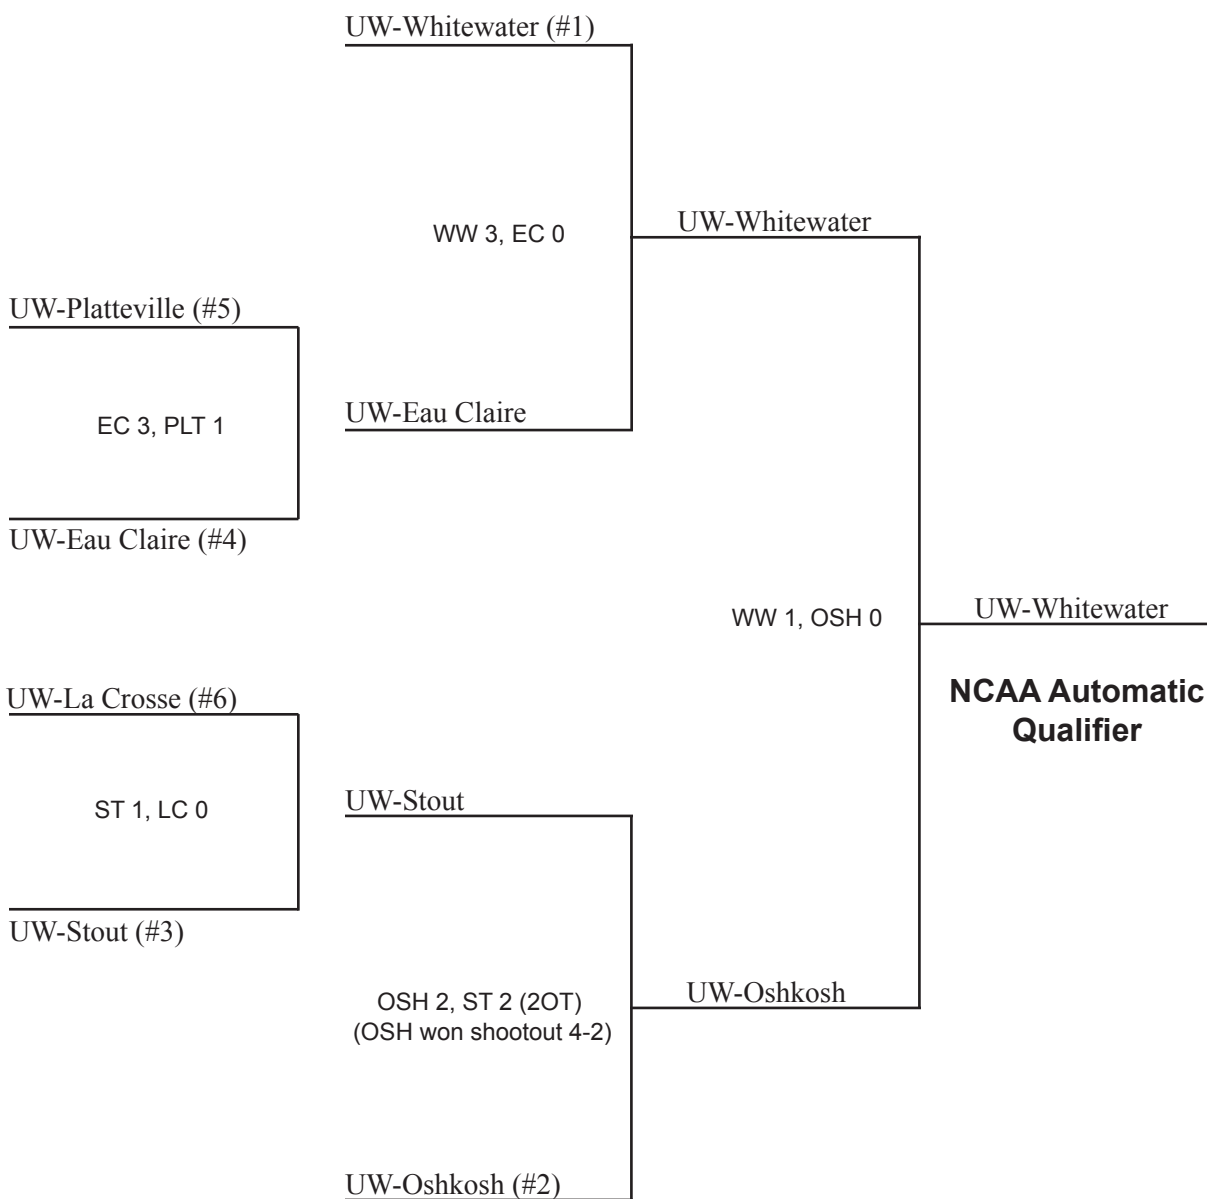 UW-Whitewater (#1)
UW-Whitewater
WW 3, EC 0
UW-Platteville (#5)
UW-Eau Claire
EC 3, PLT 1
UW-Eau Claire (#4)
UW-Whitewater
WW 1, OSH 0
UW-La Crosse (#6)
NCAA Automatic
Qualifier
UW-Stout
ST 1, LC 0
UW-Stout (#3)
UW-Oshkosh
OSH 2, ST 2 (2OT)
(OSH won shootout 4-2)
UW-Oshkosh (#2)